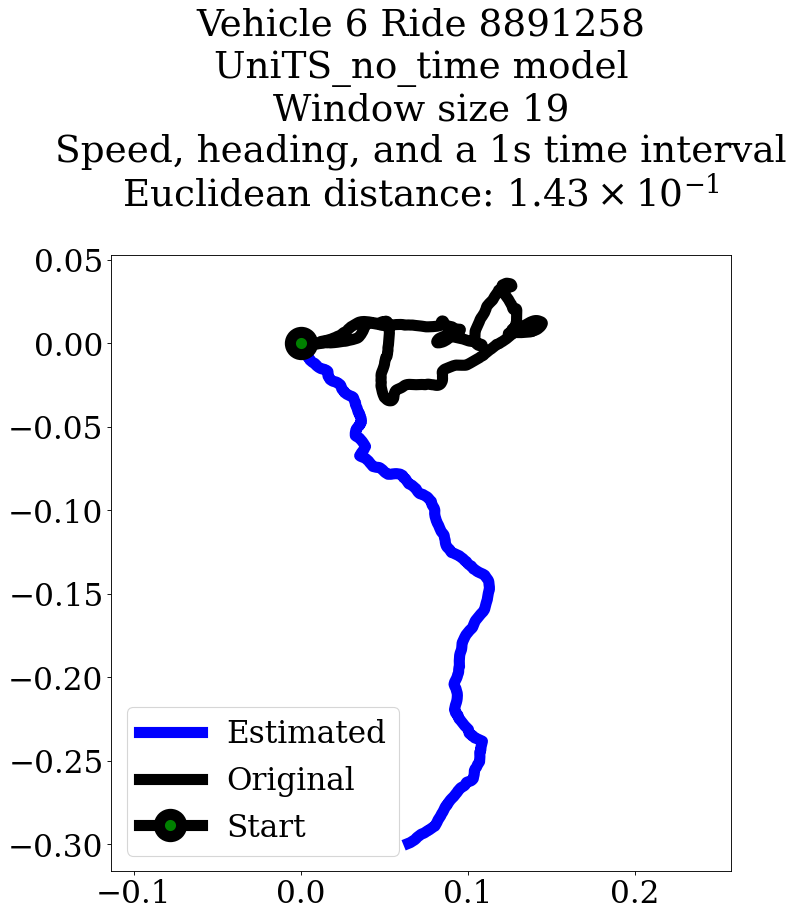 Vehicle 6 Ride 8891258
UniTS_no_time model
Window size 19
Speed, heading, and a 1s time interval
Euclidean distance: 1.43 × 10⁻¹
0.05
0.00
−0.05
−0.10
−0.15
−0.20
−0.25
−0.30
Estimated
Original
Start
−0.1
0.0
0.1
0.2